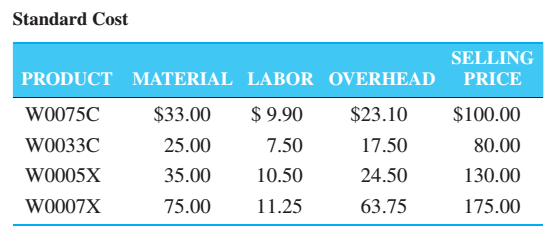 Standard Cost
SELLING
PRODUCT MATERIAL LABOR OVERHEAD PRICE
W0075C $33.00 $ 9.90 $23.10 $100.00
W0033C 25.00 7.50 17.50 80.00
W0005X 35.00 10.50 24.50 130.00
W0007X 75.00 11.25 63.75 175.00